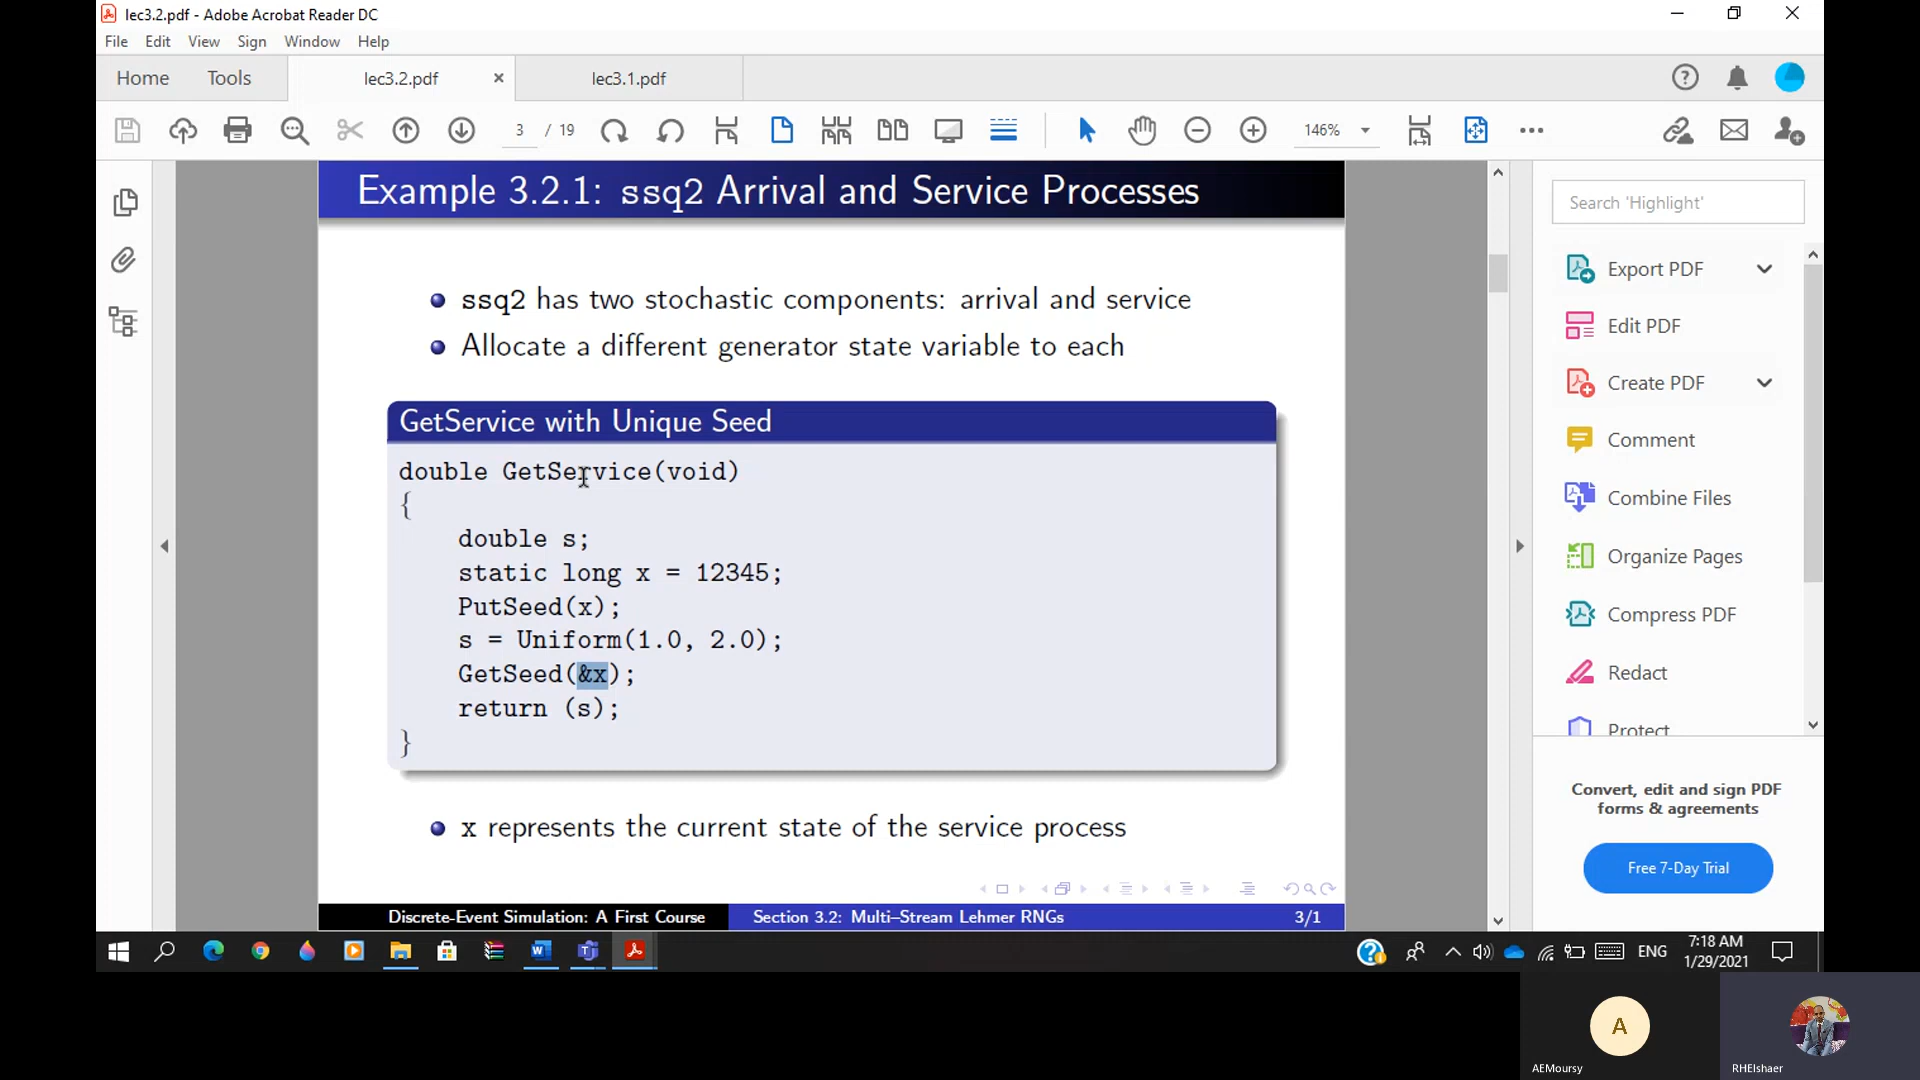 lec3.2.pdf - Adobe Acrobat Reader DC
File Edit View Sign Window Help
Home Tools lec3.2.pdf × lec3.1.pdf
3 / 19 146%
Example 3.2.1: ssq2 Arrival and Service Processes
ssq2 has two stochastic components: arrival and service
Allocate a different generator state variable to each
GetService with Unique Seed
double GetService(void)
{
double s;
static long x = 12345;
PutSeed(x);
s = Uniform(1.0, 2.0);
GetSeed(&x);
return (s);
}
x represents the current state of the service process
Discrete-Event Simulation: A First Course Section 3.2: Multi–Stream Lehmer RNGs 3/1
Search 'Highlight'
Export PDF
Edit PDF
Create PDF
Comment
Combine Files
Organize Pages
Compress PDF
Redact
Protect
Convert, edit and sign PDF
forms & agreements
Free 7-Day Trial
ENG
7:18 AM
1/29/2021
A
AEMoursy
RHElshaer